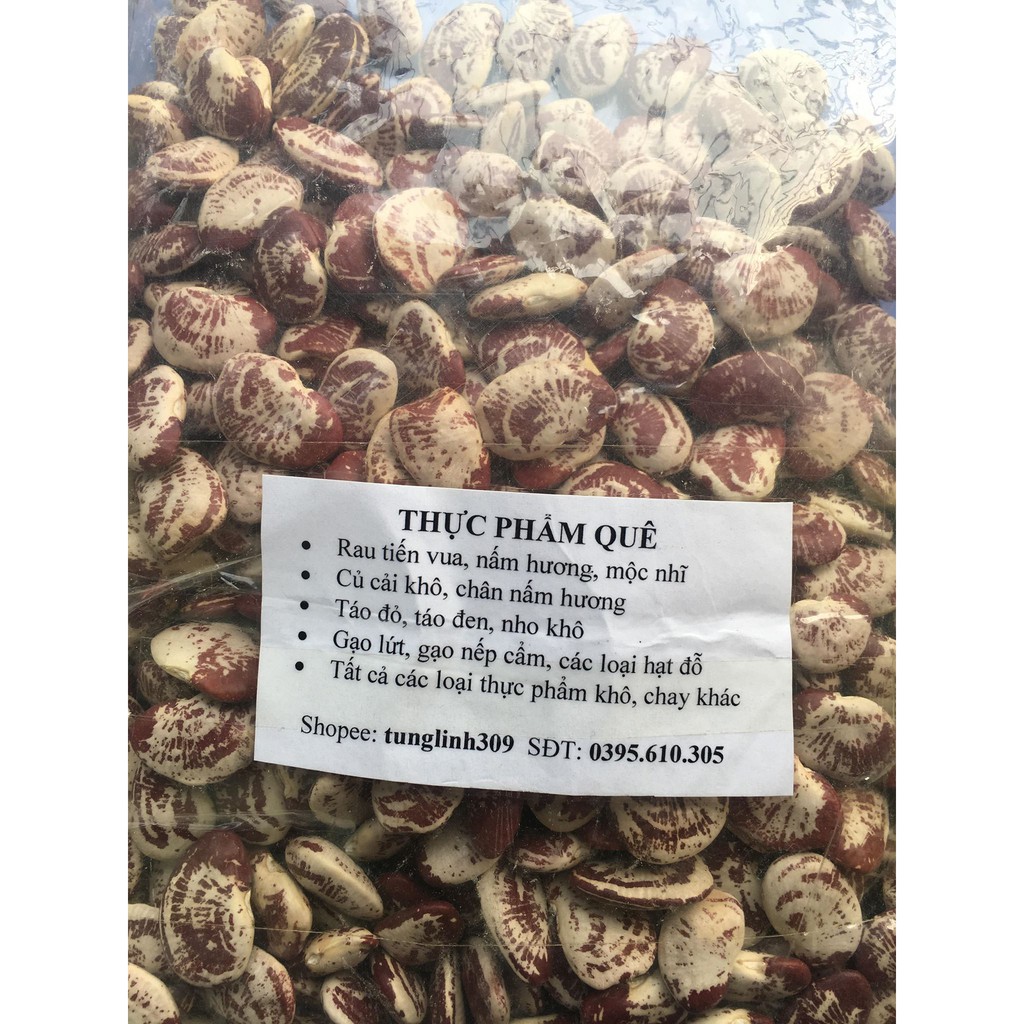 THỰC PHẨM QUÊ
• Rau tiến vua, nấm hương, mộc nhĩ
• Củ cải khô, chân nấm hương
• Táo đỏ, táo đen, nho khô
• Gạo lứt, gạo nếp cẩm, các loại hạt đỗ
• Tất cả các loại thực phẩm khô, chay khác
Shopee: tunglinh309 SĐT: 0395.610.305